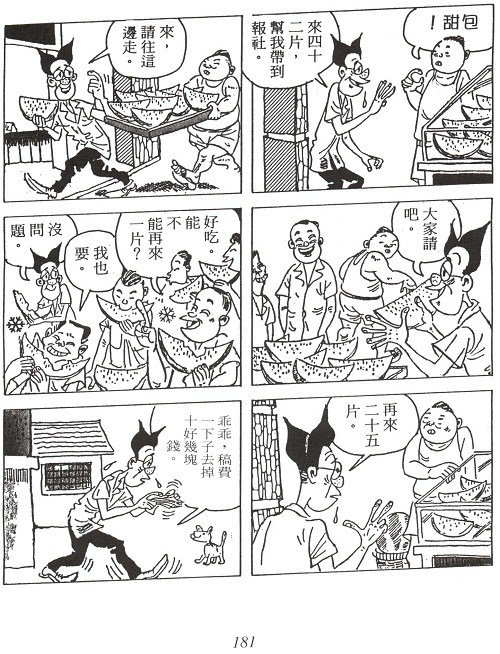 包甜！
來四十
二片，
幫我帶到
報社。
來，
請往這
邊走。
大家請
吧。
好吃。
能
不
能再來
一片？
我也
要。
沒問題。
再來
二十五
片。
乖乖，稿費
一下子去掉
十好幾塊
錢。
181